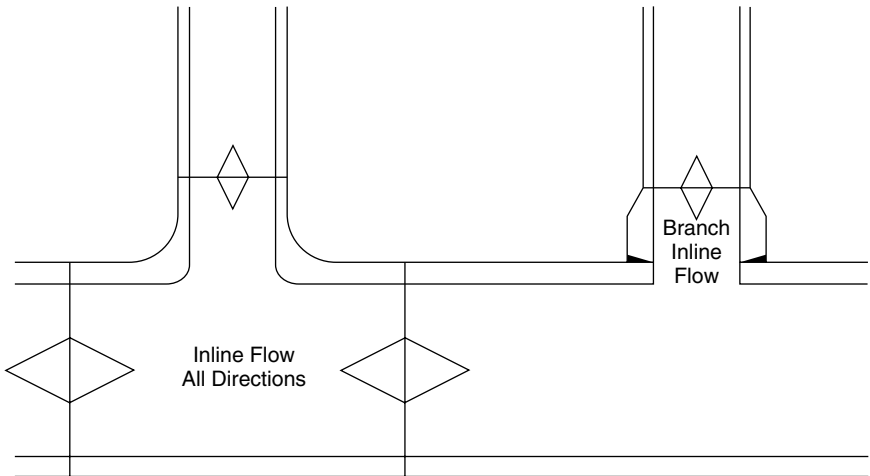 Branch
Inline
Flow
Inline Flow
All Directions